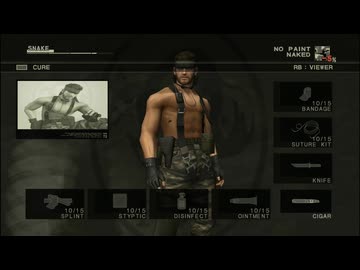 SNAKE
NO PAINT
NAKED
-5%
CURE
RB : VIEWER
10/15
BANDAGE
10/15
SUTURE KIT
KNIFE
10/15
SPLINT
10/15
STYPTIC
10/15
DISINFECT
10/15
OINTMENT
CIGAR